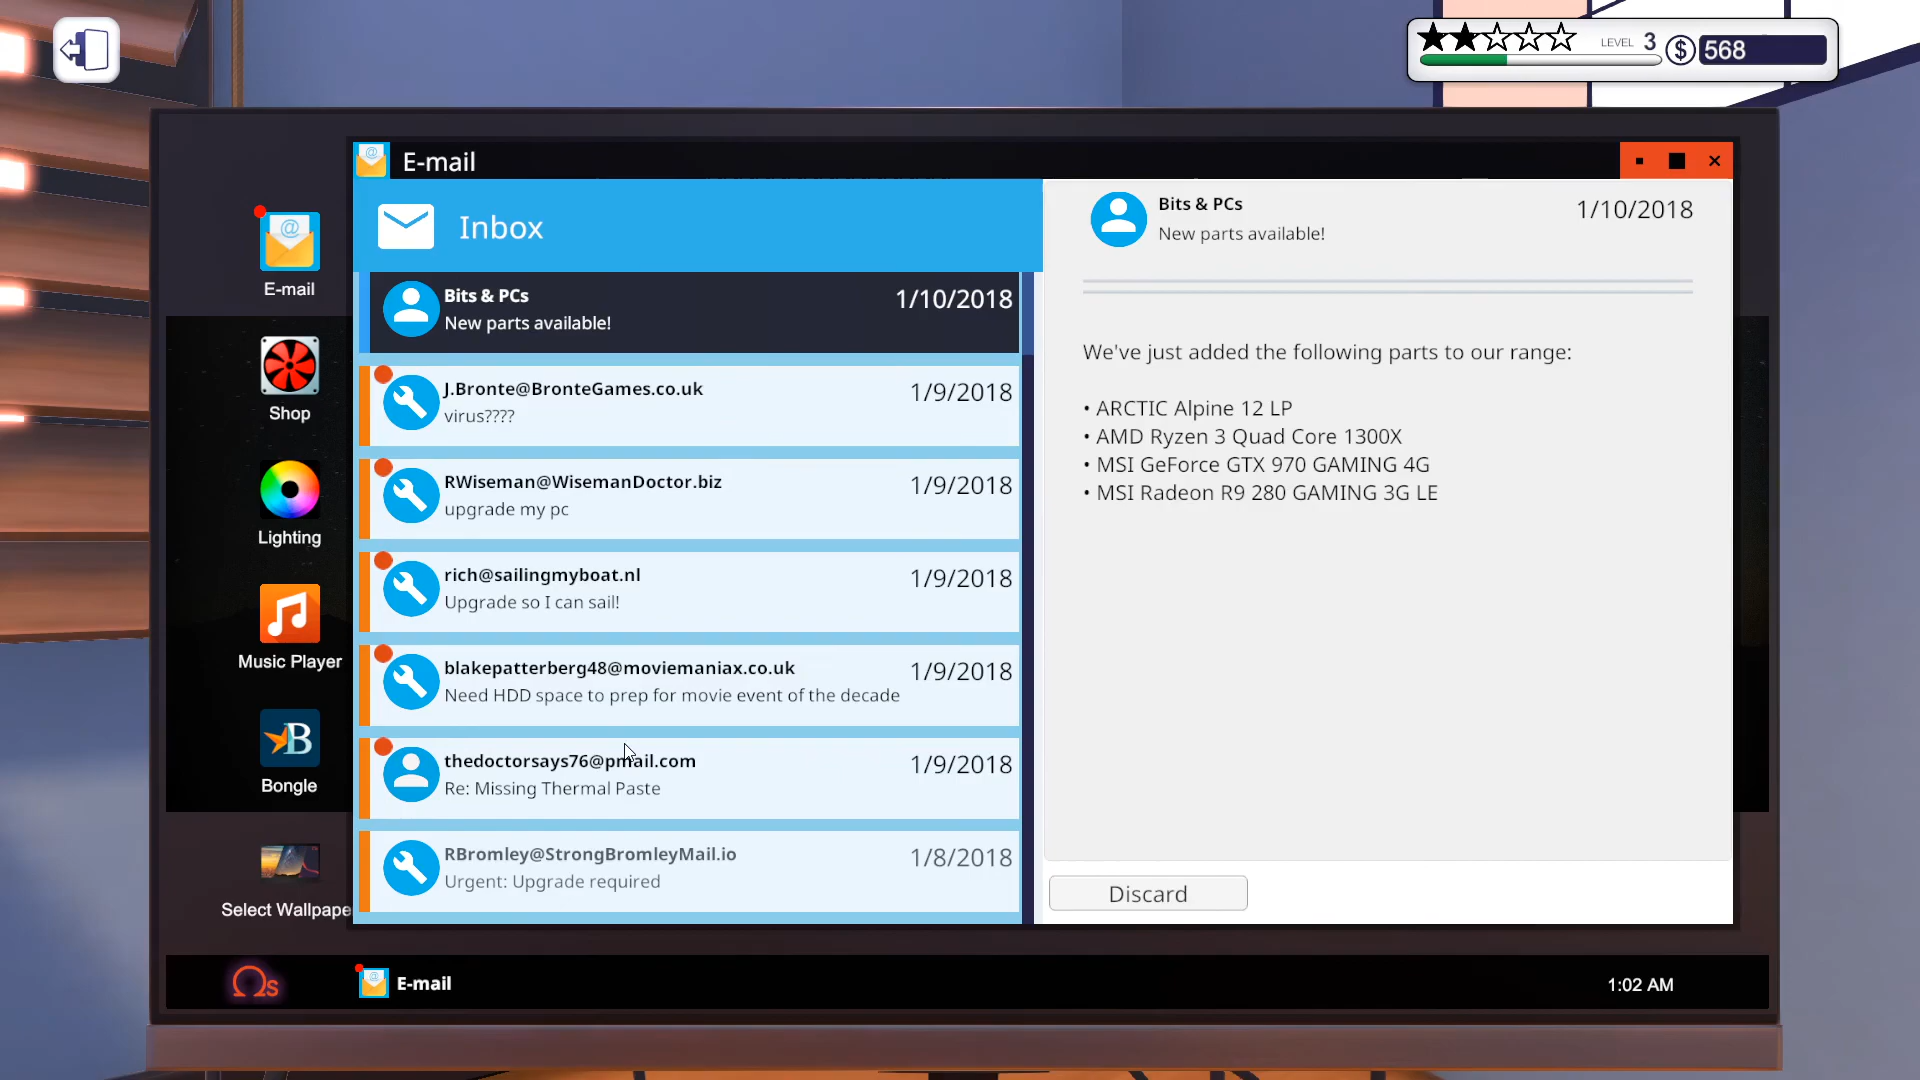 LEVEL 3
$ 568
E-mail
Inbox
Bits & PCs
1/10/2018
New parts available!
J.Bronte@BronteGames.co.uk
1/9/2018
virus????
RWiseman@WisemanDoctor.biz
1/9/2018
upgrade my pc
rich@sailingmyboat.nl
1/9/2018
Upgrade so I can sail!
blakepatterberg48@moviemaniax.co.uk
1/9/2018
Need HDD space to prep for movie event of the decade
thedoctorsays76@pmail.com
1/9/2018
Re: Missing Thermal Paste
RBromley@StrongBromleyMail.io
1/8/2018
Urgent: Upgrade required
Bits & PCs
1/10/2018
New parts available!
We've just added the following parts to our range:
• ARCTIC Alpine 12 LP
• AMD Ryzen 3 Quad Core 1300X
• MSI GeForce GTX 970 GAMING 4G
• MSI Radeon R9 280 GAMING 3G LE
Discard
E-mail
Shop
Lighting
Music Player
B
Bongle
Select Wallpape
Ωs
E-mail
1:02 AM